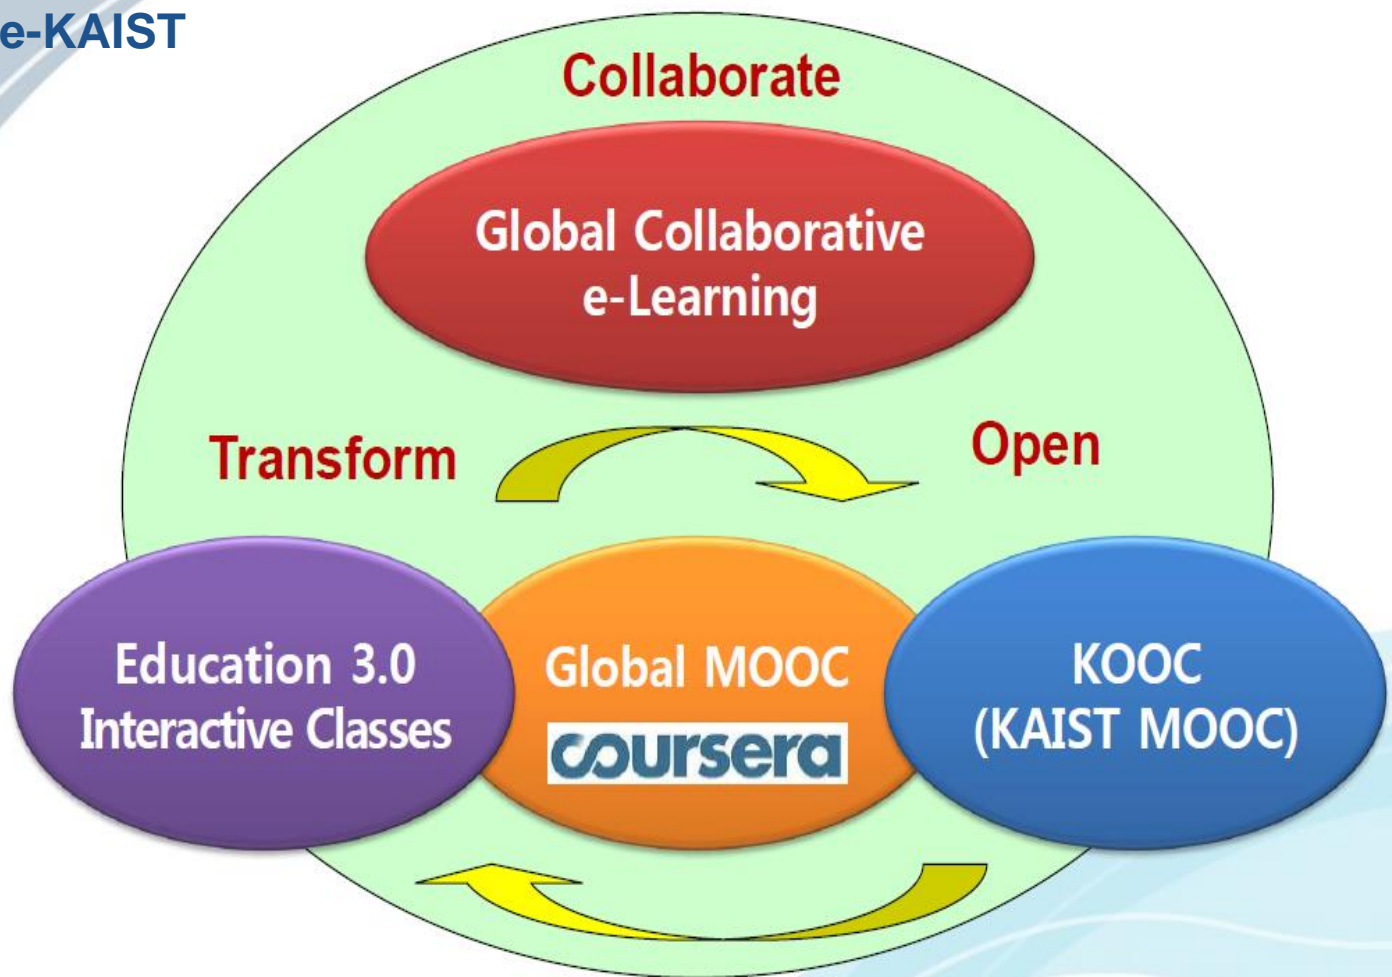 e-KAIST
Collaborate
Global Collaborative
e-Learning
Transform
Open
Education 3.0
Interactive Classes
Global MOOC
coursera
KOOC
(KAIST MOOC)